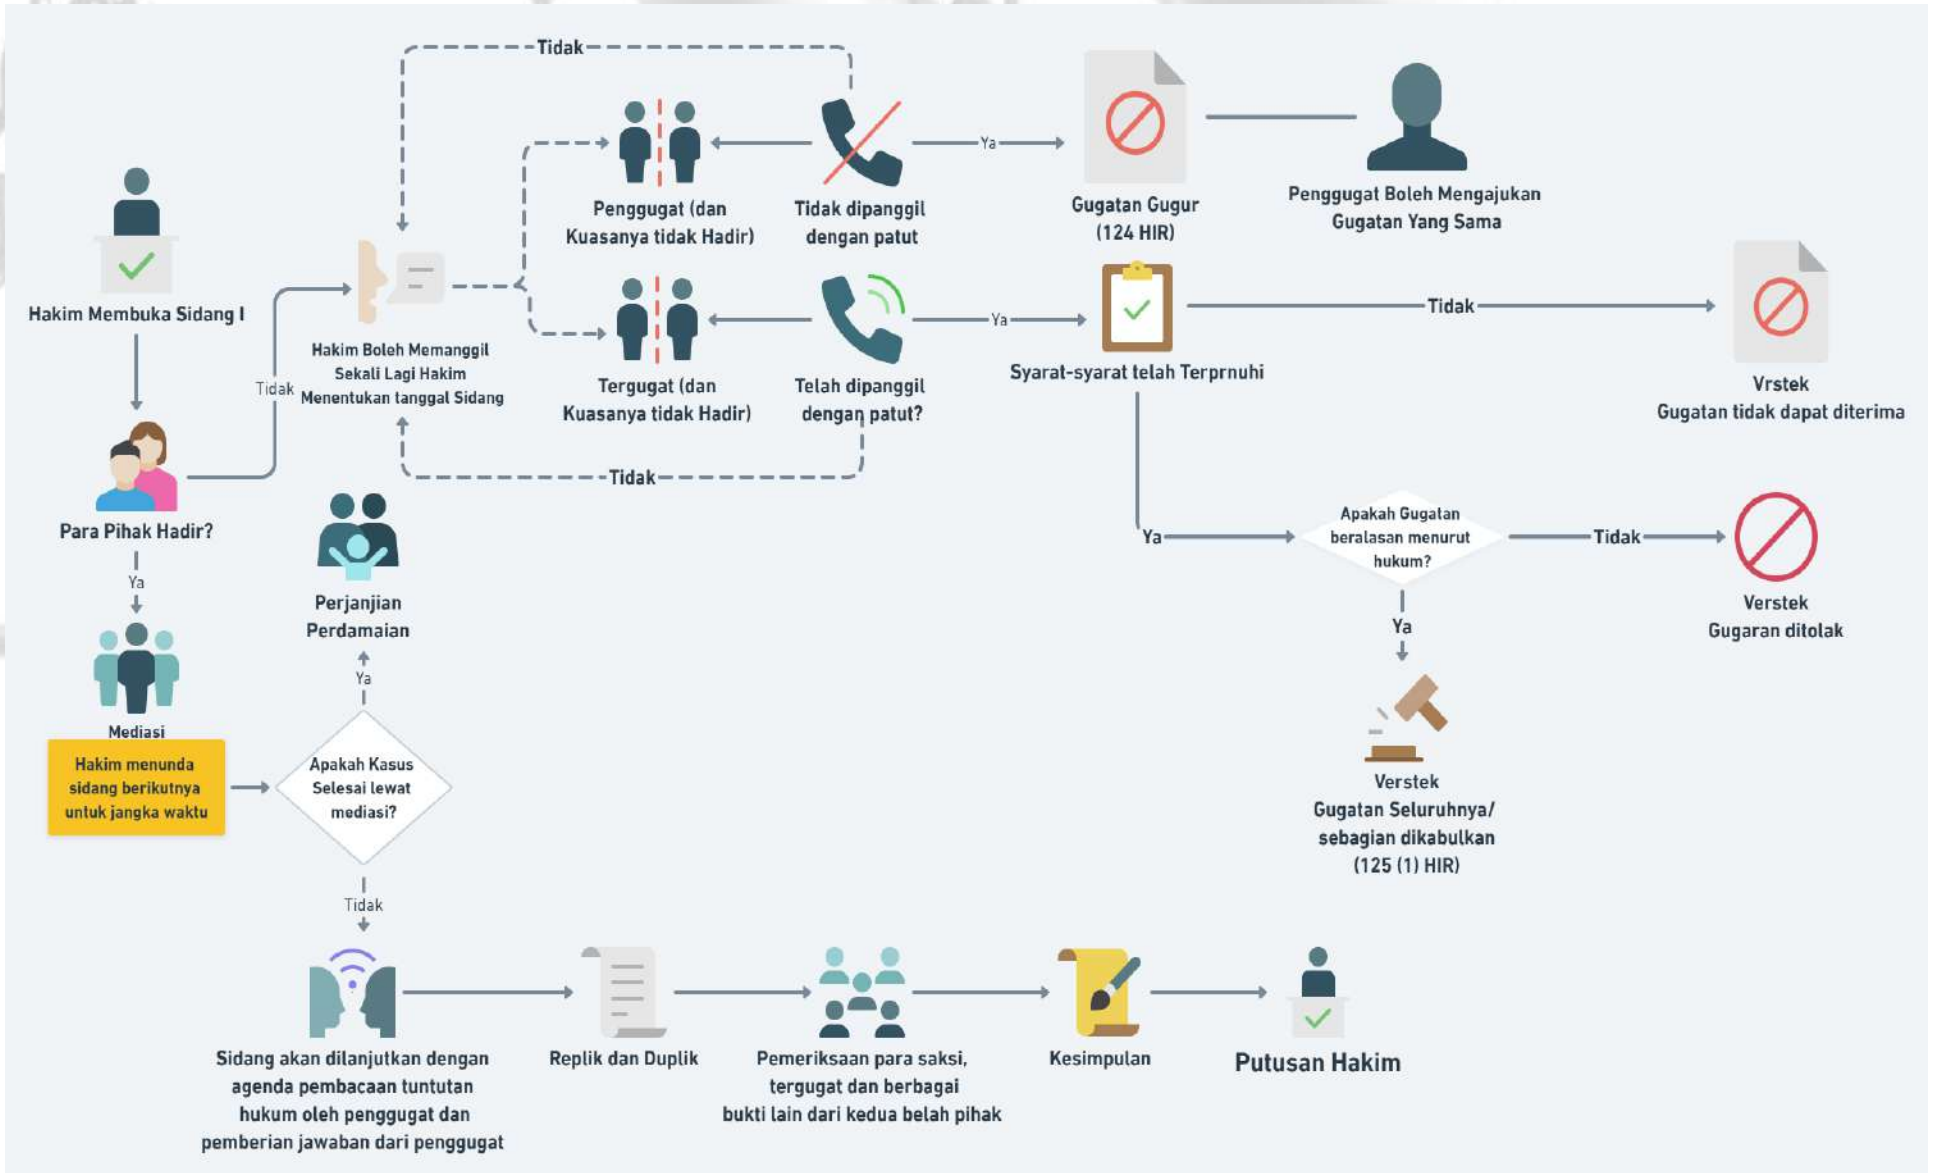 Tidak
Penggugat (dan
Kuasanya tidak Hadir)
Tidak dipanggil
dengan patut
Ya
Gugatan Gugur
(124 HIR)
Penggugat Boleh Mengajukan
Gugatan Yang Sama
Hakim Membuka Sidang I
Tidak
Hakim Boleh Memanggil
Sekali Lagi Hakim
Menentukan tanggal Sidang
Tergugat (dan
Kuasanya tidak Hadir)
Telah dipanggil
dengan patut?
Ya
Syarat-syarat telah Terprnuhi
Tidak
Vrstek
Gugatan tidak dapat diterima
Tidak
Para Pihak Hadir?
Ya
Ya
Apakah Gugatan
beralasan menurut
hukum?
Tidak
Verstek
Gugaran ditolak
Ya
Verstek
Gugatan Seluruhnya/
sebagian dikabulkan
(125 (1) HIR)
Perjanjian
Perdamaian
Ya
Mediasi
Hakim menunda
sidang berikutnya
untuk jangka waktu
Apakah Kasus
Selesai lewat
mediasi?
Tidak
Sidang akan dilanjutkan dengan
agenda pembacaan tuntutan
hukum oleh penggugat dan
pemberian jawaban dari penggugat
Replik dan Duplik
Pemeriksaan para saksi,
tergugat dan berbagai
bukti lain dari kedua belah pihak
Kesimpulan
Putusan Hakim